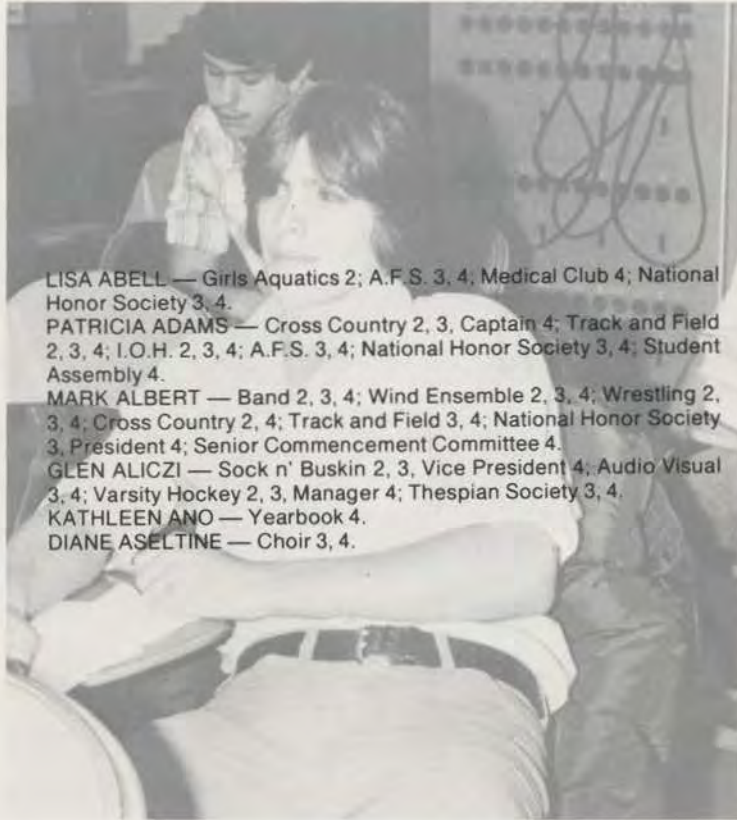 LISA ABELL — Girls Aquatics 2; A.F.S. 3, 4; Medical Club 4; National
Honor Society 3, 4.
PATRICIA ADAMS — Cross Country 2, 3, Captain 4; Track and Field
2, 3, 4; I.O.H. 2, 3, 4; A.F.S. 3, 4; National Honor Society 3, 4; Student
Assembly 4.
MARK ALBERT — Band 2, 3, 4; Wind Ensemble 2, 3, 4; Wrestling 2,
3, 4; Cross Country 2, 4; Track and Field 3, 4; National Honor Society
3, President 4; Senior Commencement Committee 4.
GLEN ALICZI — Sock n' Buskin 2, 3, Vice President 4; Audio Visual
3, 4; Varsity Hockey 2, 3, Manager 4; Thespian Society 3, 4.
KATHLEEN ANO — Yearbook 4.
DIANE ASELTINE — Choir 3, 4.